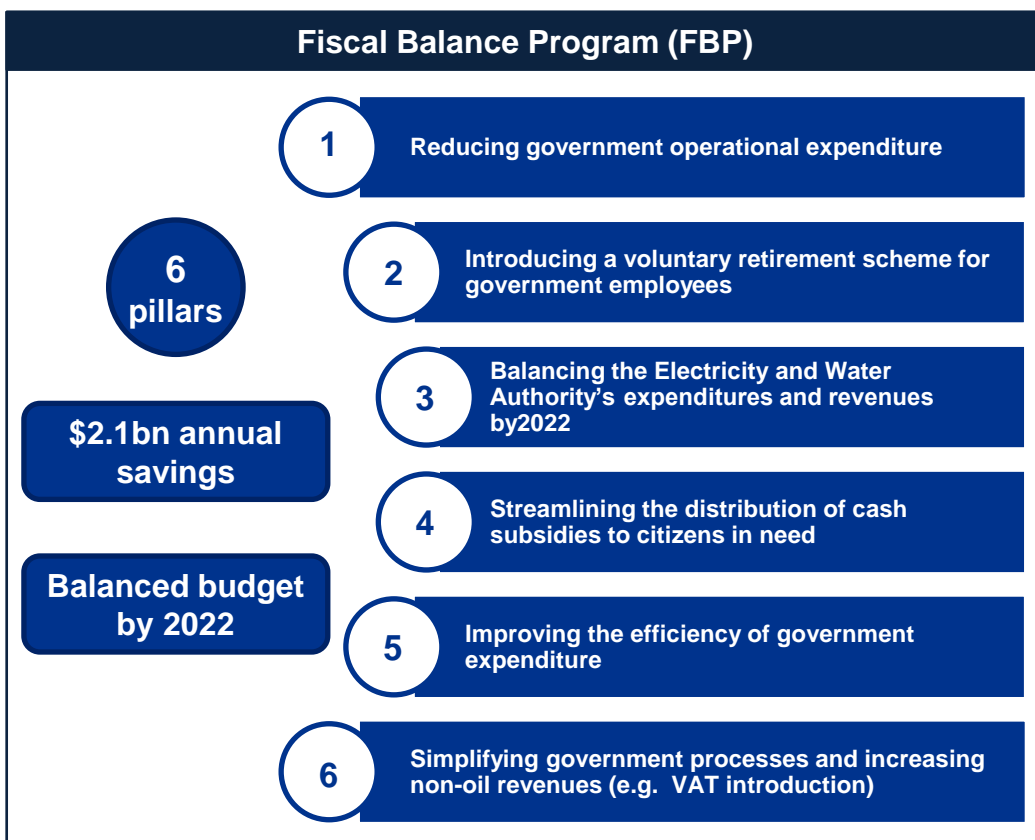 Fiscal Balance Program (FBP)
1
Reducing government operational expenditure
6
pillars
2
Introducing a voluntary retirement scheme for
government employees
3
Balancing the Electricity and Water
Authority’s expenditures and revenues
by2022
$2.1bn annual
savings
4
Streamlining the distribution of cash
subsidies to citizens in need
Balanced budget
by 2022
5
Improving the efficiency of government
expenditure
6
Simplifying government processes and increasing
non-oil revenues (e.g. VAT introduction)